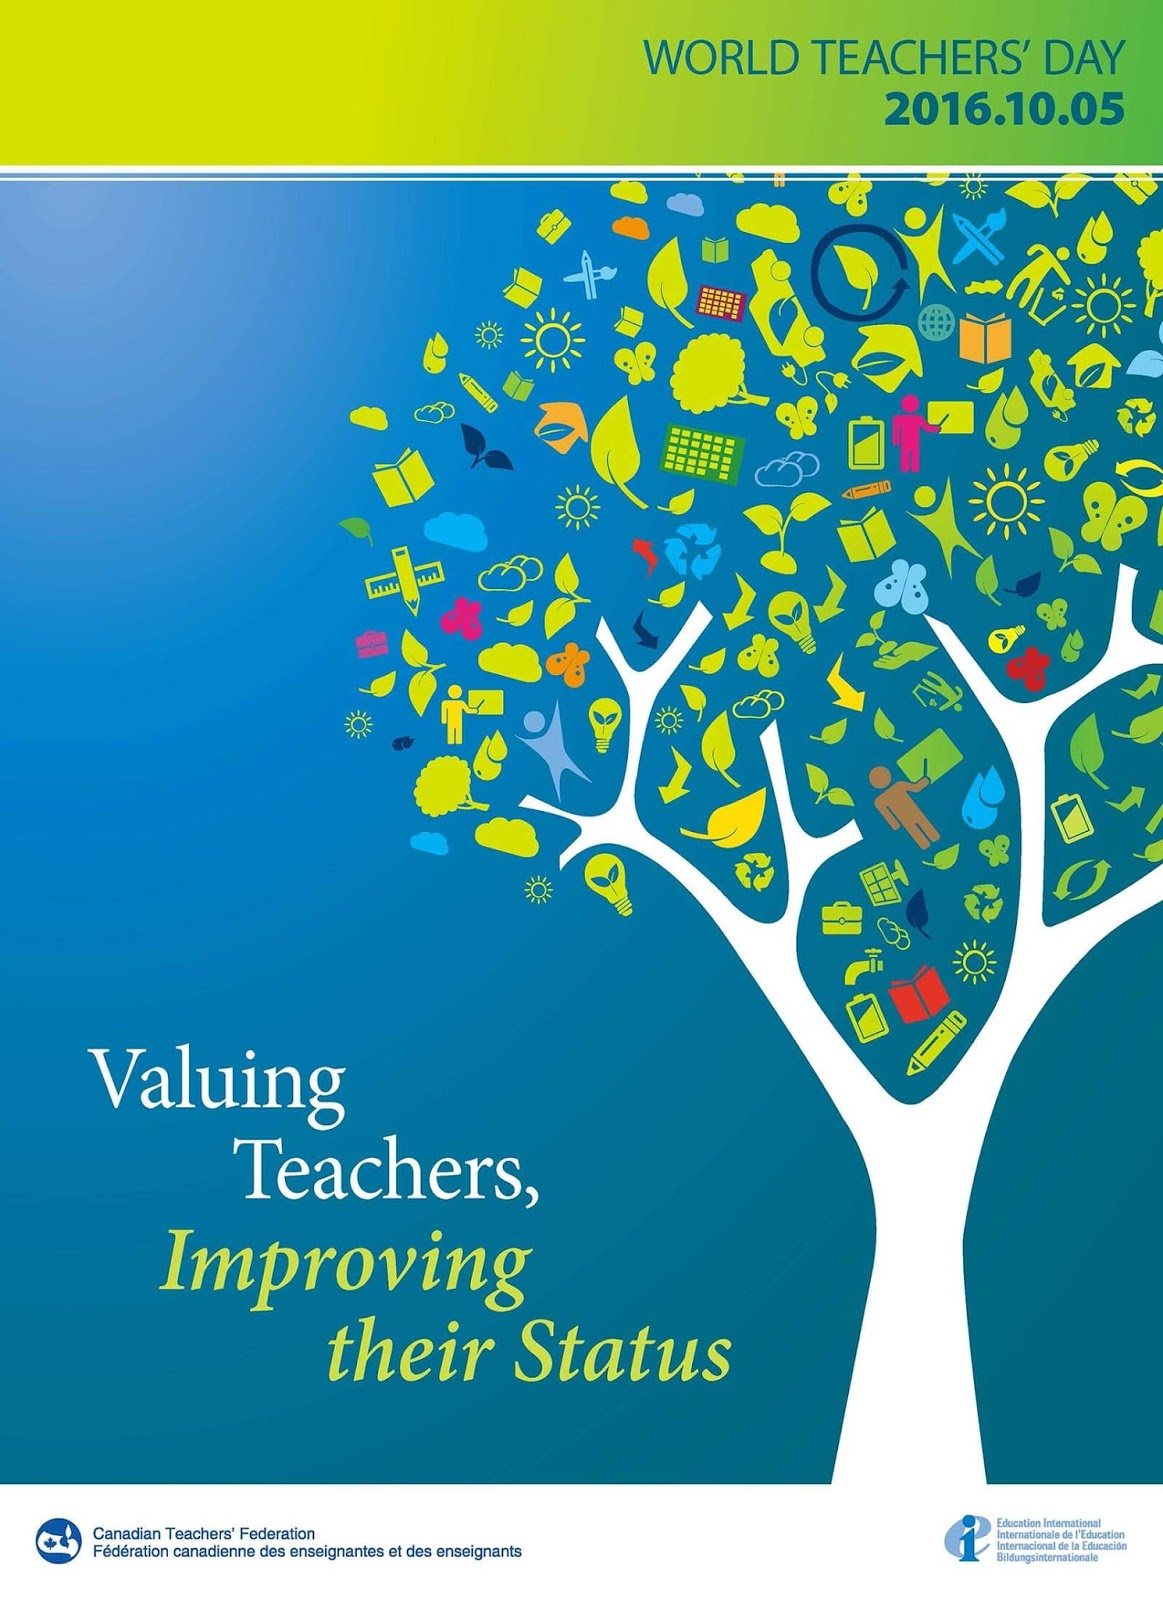 WORLD TEACHERS’ DAY
2016.10.05
Valuing
Teachers,
Improving
their Status
Canadian Teachers’ Federation
Fédération canadienne des enseignantes et des enseignants
Education International
Internationale de l’Education
Internacional de la Educación
Bildungsinternationale